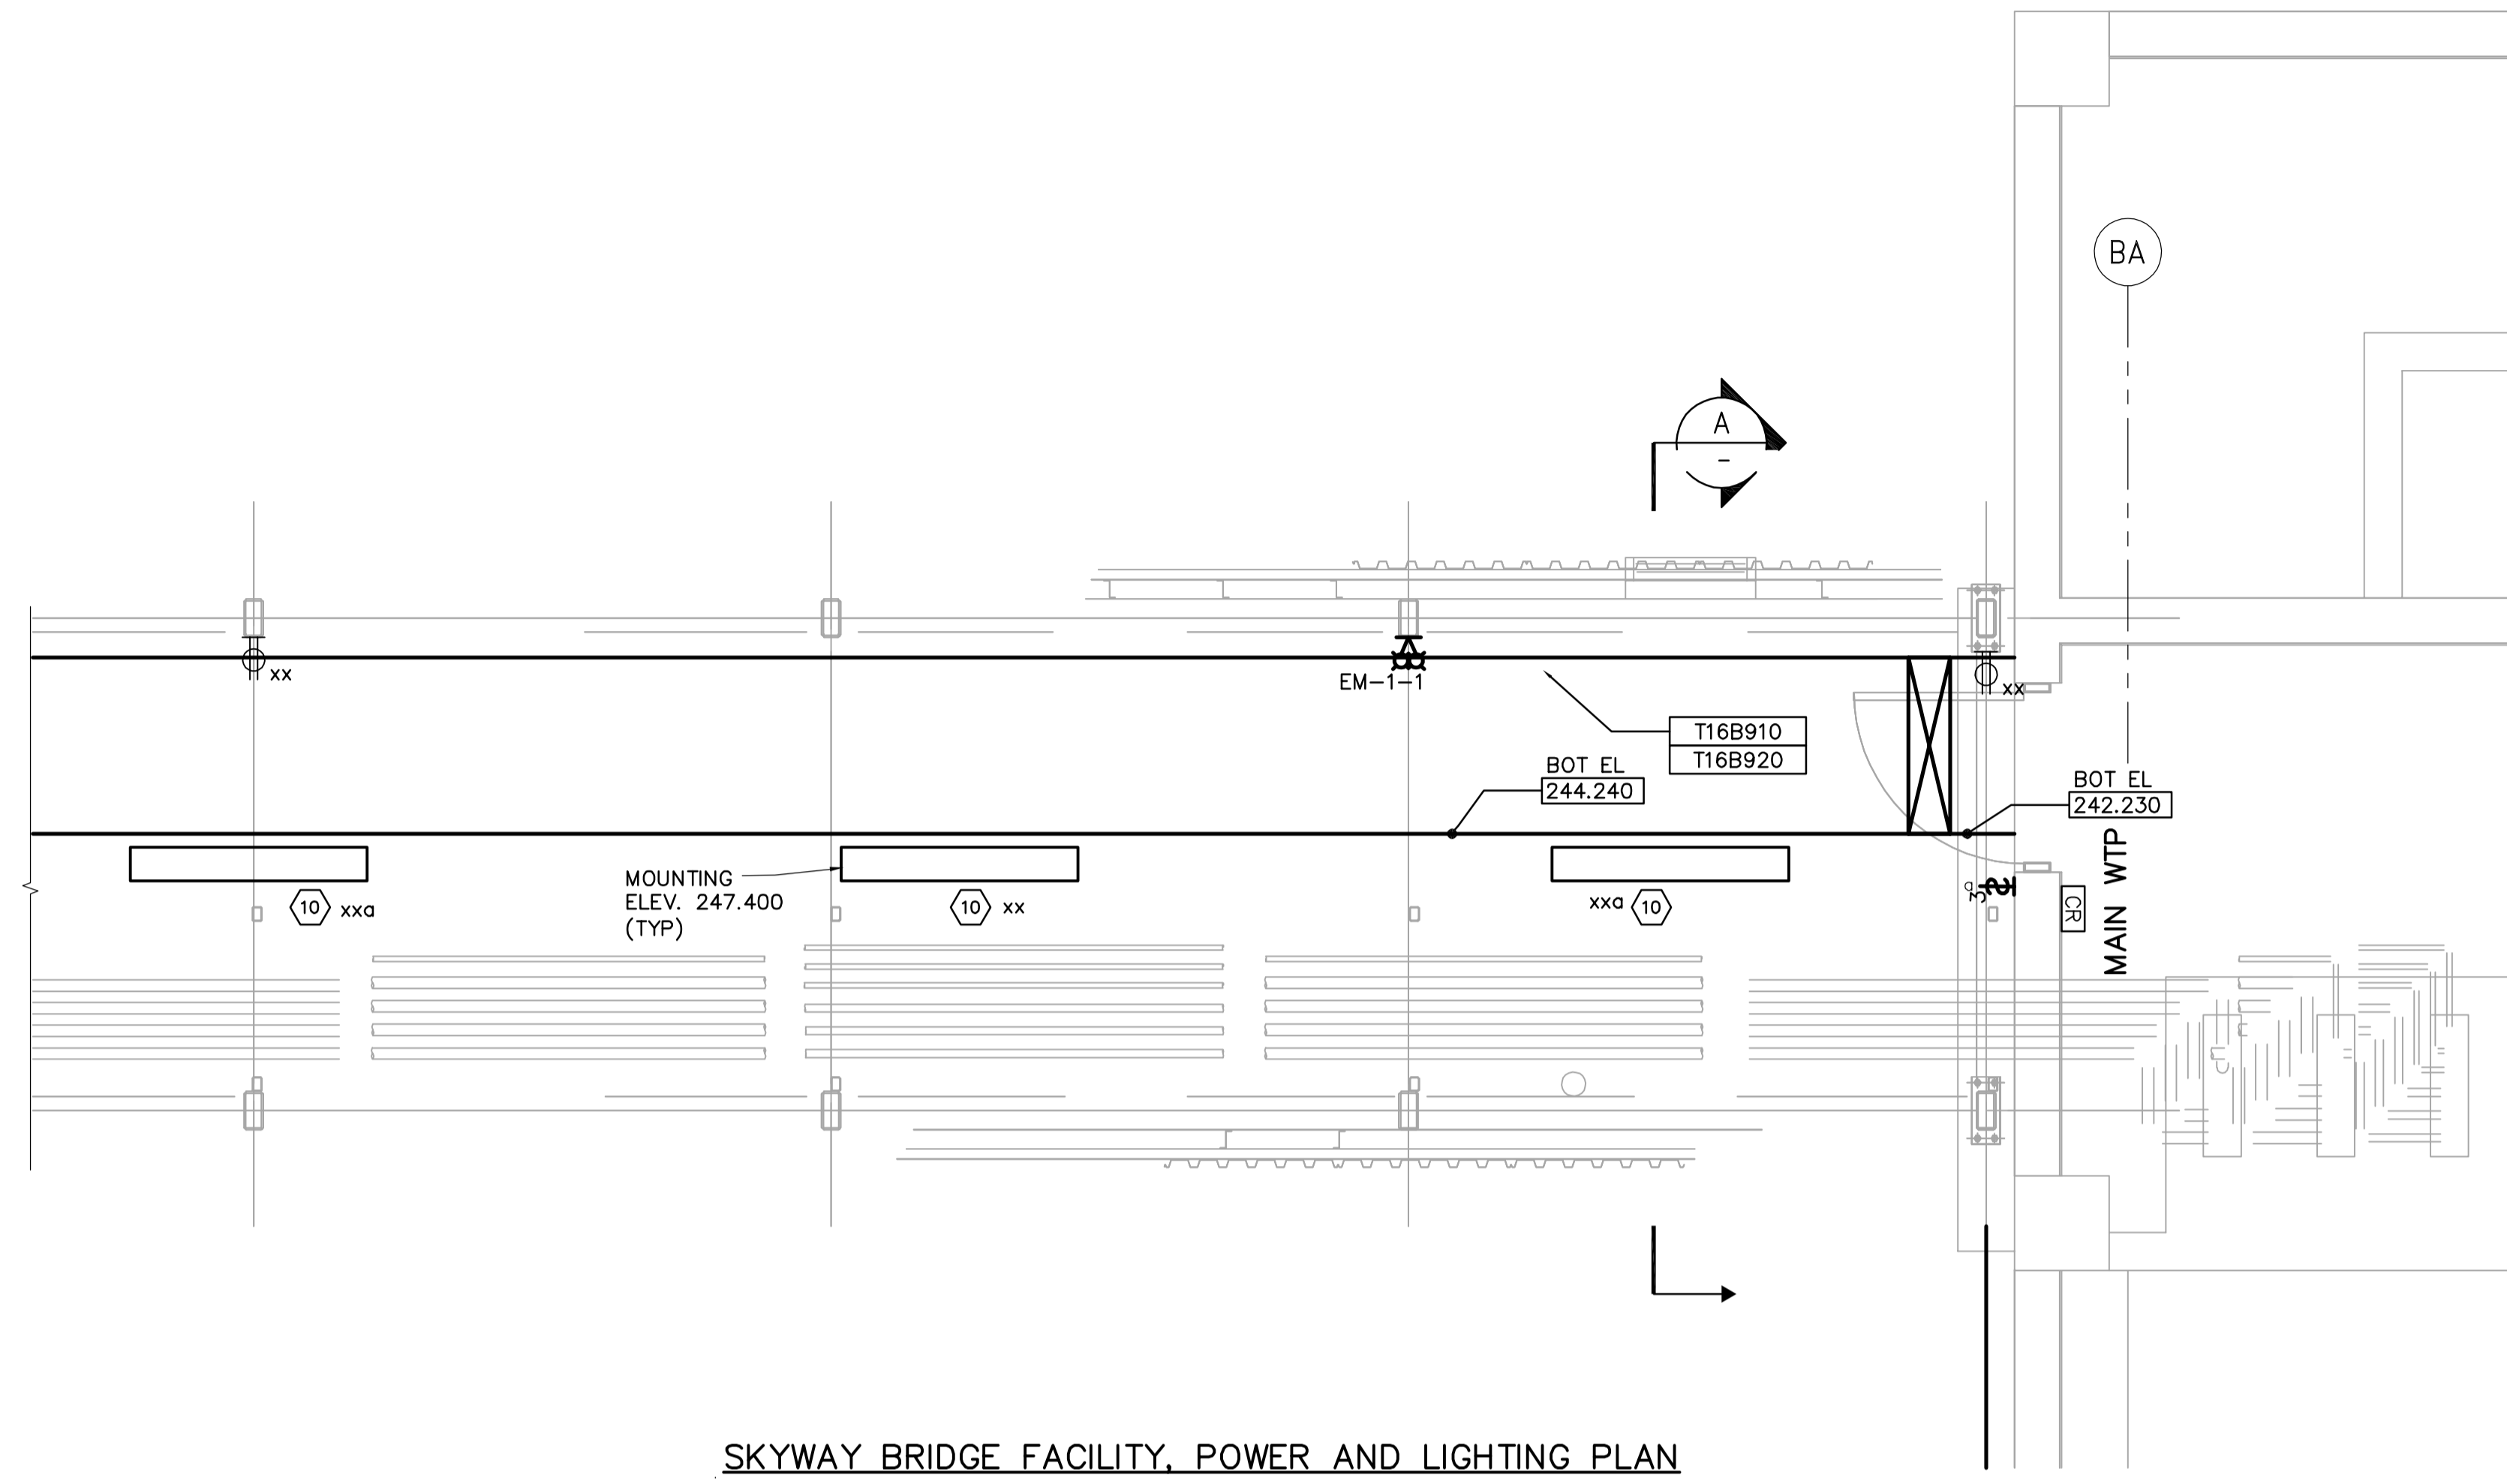 BA
A
-
xx
EM-1-1
xx
T16B910
T16B920
BOT EL
244.240
BOT EL
242.230
MAIN WTP
MOUNTING
ELEV. 247.400
(TYP)
10 xxa
10 xx
xxa 10
a
3
CR
SKYWAY BRIDGE FACILITY, POWER AND LIGHTING PLAN